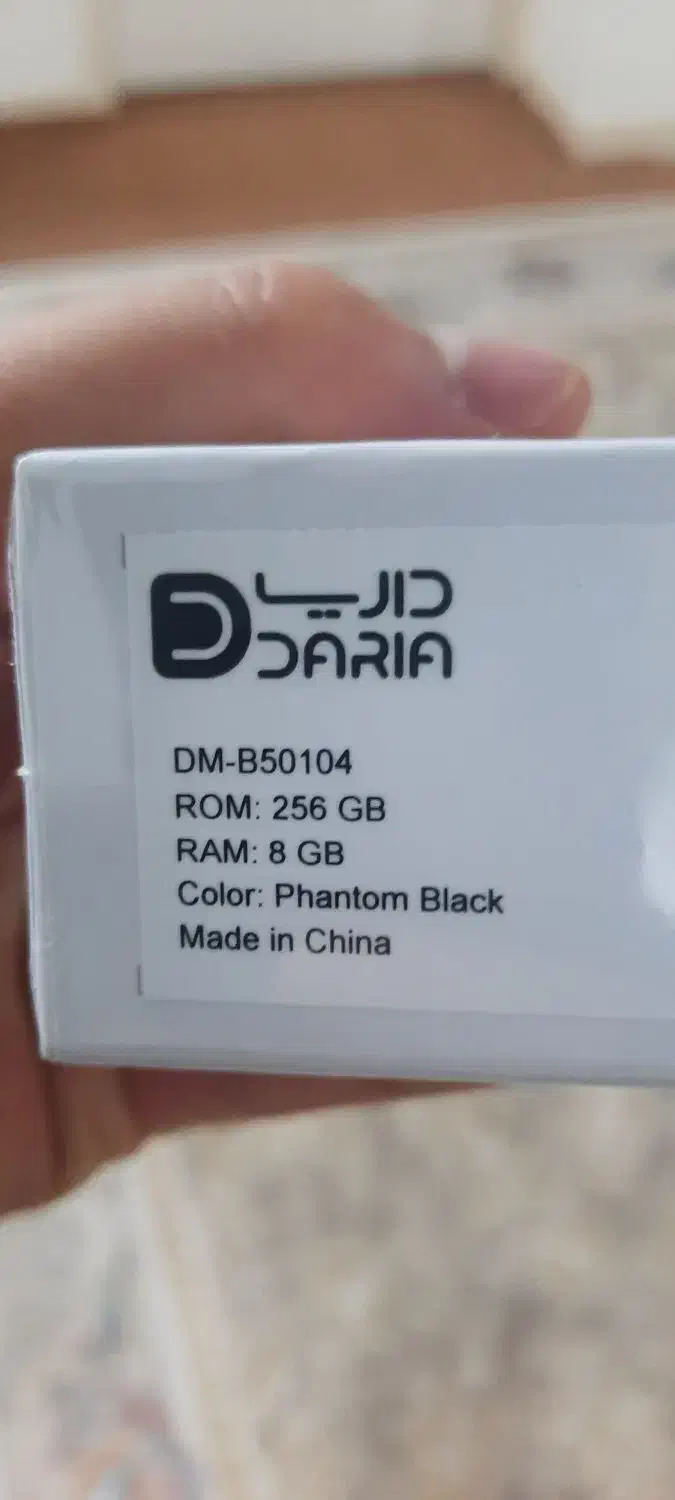 داریا
DARIA
DM-B50104
ROM: 256 GB
RAM: 8 GB
Color: Phantom Black
Made in China